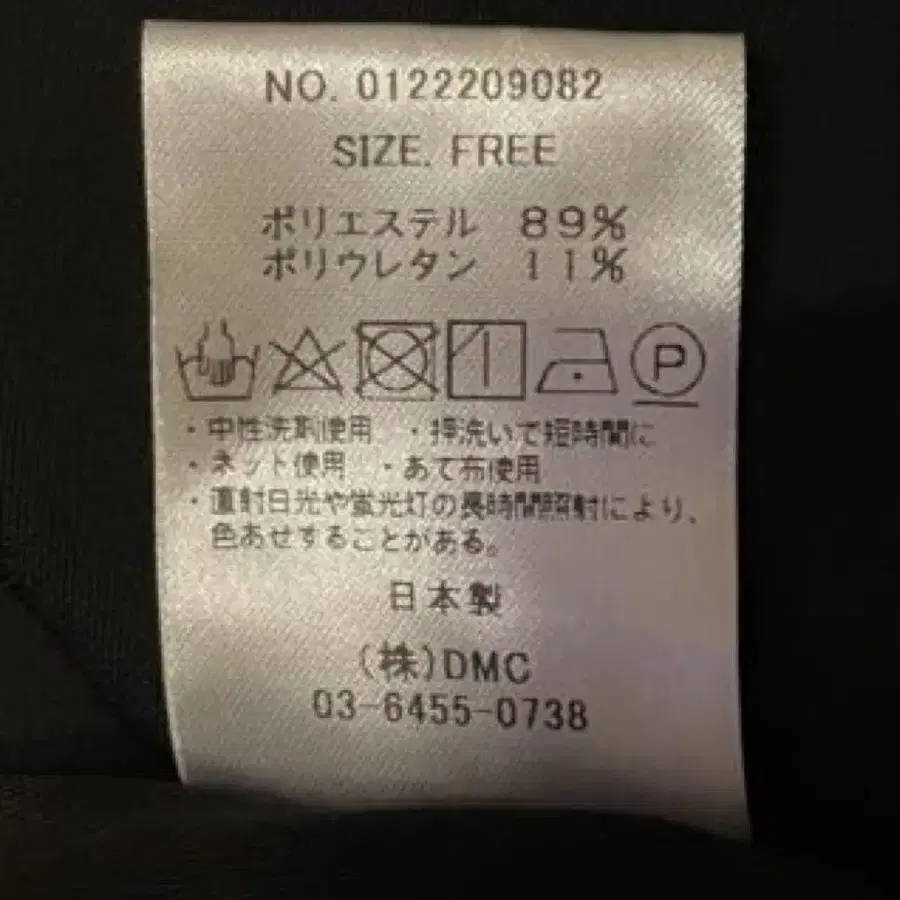 NO. 0122209082
SIZE. FREE
ポリエステル 89%
ポリウレタン 11%
P
・中性洗剤使用 ・押洗いで短時間に
・ネット使用 ・あて布使用
・直射日光や蛍光灯の長時間照射により、
色あせすることがある。
日本製
(株)DMC
03-6455-0738